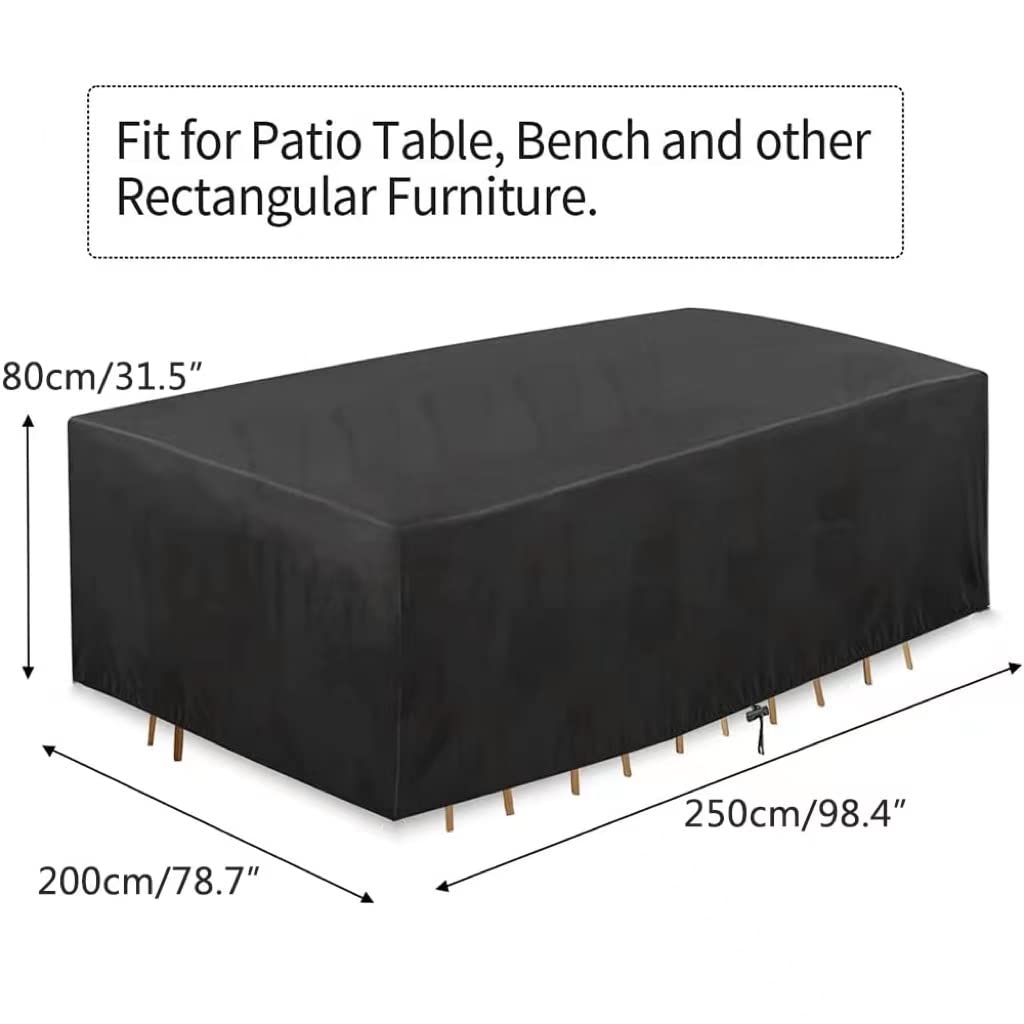 Fit for Patio Table, Bench and other
Rectangular Furniture.
80cm/31.5″
250cm/98.4″
200cm/78.7″